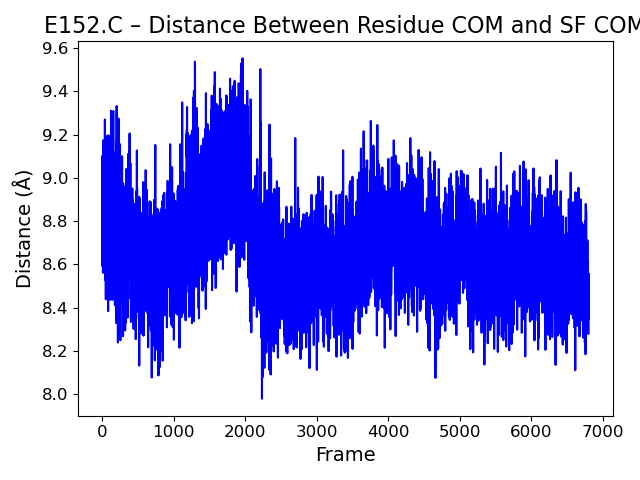 E152.C – Distance Between Residue COM and SF COM
9.6
9.4
9.2
9.0
8.8
8.6
8.4
8.2
8.0
Distance (Å)
0 1000 2000 3000 4000 5000 6000 7000
Frame